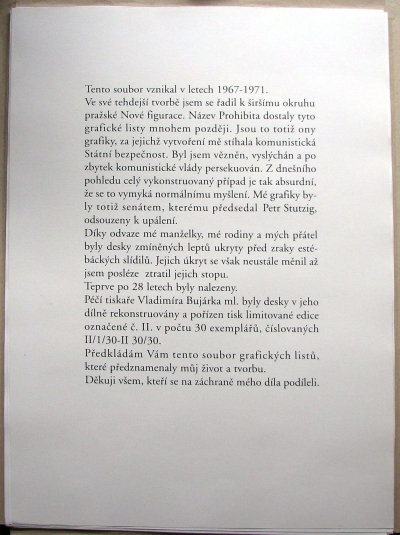 Tento soubor vznikal v letech 1967-1971.
Ve své tehdejší tvorbě jsem se řadil k širšímu okruhu
pražské Nové figurace. Název Prohibita dostaly tyto
grafické listy mnohem později. Jsou to totiž ony
grafiky, za jejichž vytvoření mě stíhala komunistická
Státní bezpečnost. Byl jsem vězněn, vyslýchán a po
zbytek komunistické vlády persekuován. Z dnešního
pohledu celý vykonstruovaný případ je tak absurdní,
že se to vymyká normálnímu myšlení. Mé grafiky by-
ly totiž senátem, kterému předsedal Petr Stutzig,
odsouzeny k upálení.
Díky odvaze mé manželky, mé rodiny a mých přátel
byly desky zmíněných leptů ukryty před zraky esté-
báckých slídilů. Jejich úkryt se však neustále měnil až
jsem posléze ztratil jejich stopu.
Teprve po 28 letech byly nalezeny.
Péčí tiskaře Vladimíra Bujárka ml. byly desky v jeho
dílně rekonstruovány a pořízen tisk limitované edice
označené č. II. v počtu 30 exemplářů, číslovaných
II/1/30-II 30/30.
Předkládám Vám tento soubor grafických listů,
které předznamenaly můj život a tvorbu.
Děkuji všem, kteří se na záchraně mého díla podíleli.